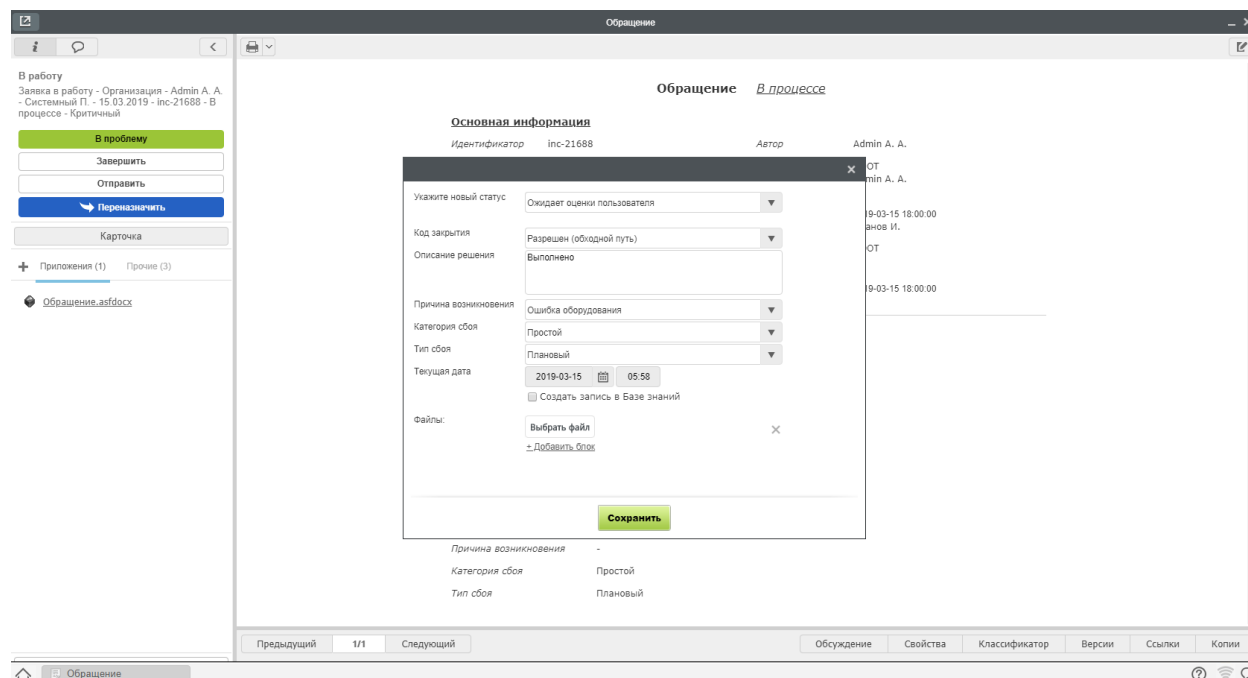 Обращение
В работу
Заявка в работу - Организация - Admin A. A.
- Системный П. - 15.03.2019 - inc-21688 - В
процессе - Критичный
В проблему
Завершить
Отправить
Переназначить
Карточка
Приложения (1) Прочие (3)
Обращение.asfdocx
Обращение В процессе
Основная информация
Идентификатор inc-21688 Автор Admin A. A.
Укажите новый статус Ожидает оценки пользователя
Код закрытия Разрешен (обходной путь)
Описание решения Выполнено
Причина возникновения Ошибка оборудования
Категория сбоя Простой
Тип сбоя Плановый
Текущая дата 2019-03-15 05:58
Создать запись в Базе знаний
Файлы: Выбрать файл
+ Добавить блок
Сохранить
Причина возникновения -
Категория сбоя Простой
Тип сбоя Плановый
Предыдущий 1/1 Следующий Обсуждение Свойства Классификатор Версии Ссылки Копии
Обращение